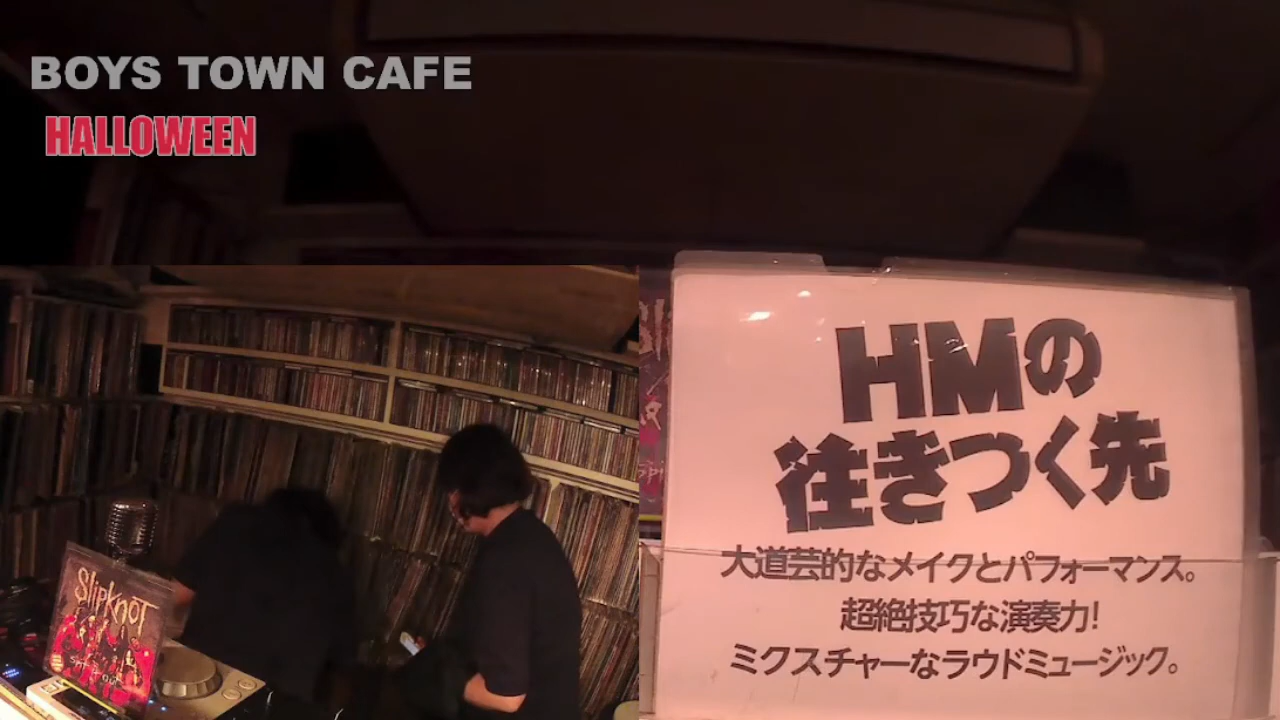 BOYS TOWN CAFE
HALLOWEEN
HMの
往きつく先
大道芸的なメイクとパフォーマンス。
超絶技巧な演奏力!
ミクスチャーなラウドミュージック。
SlipknoT